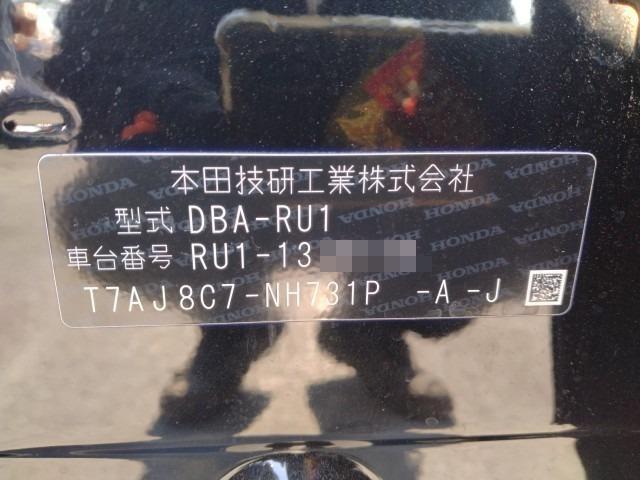 本田技研工業株式会社
型式 DBA-RU1
車台番号 RU1-13
T7AJ8C7-NH731P -A-J